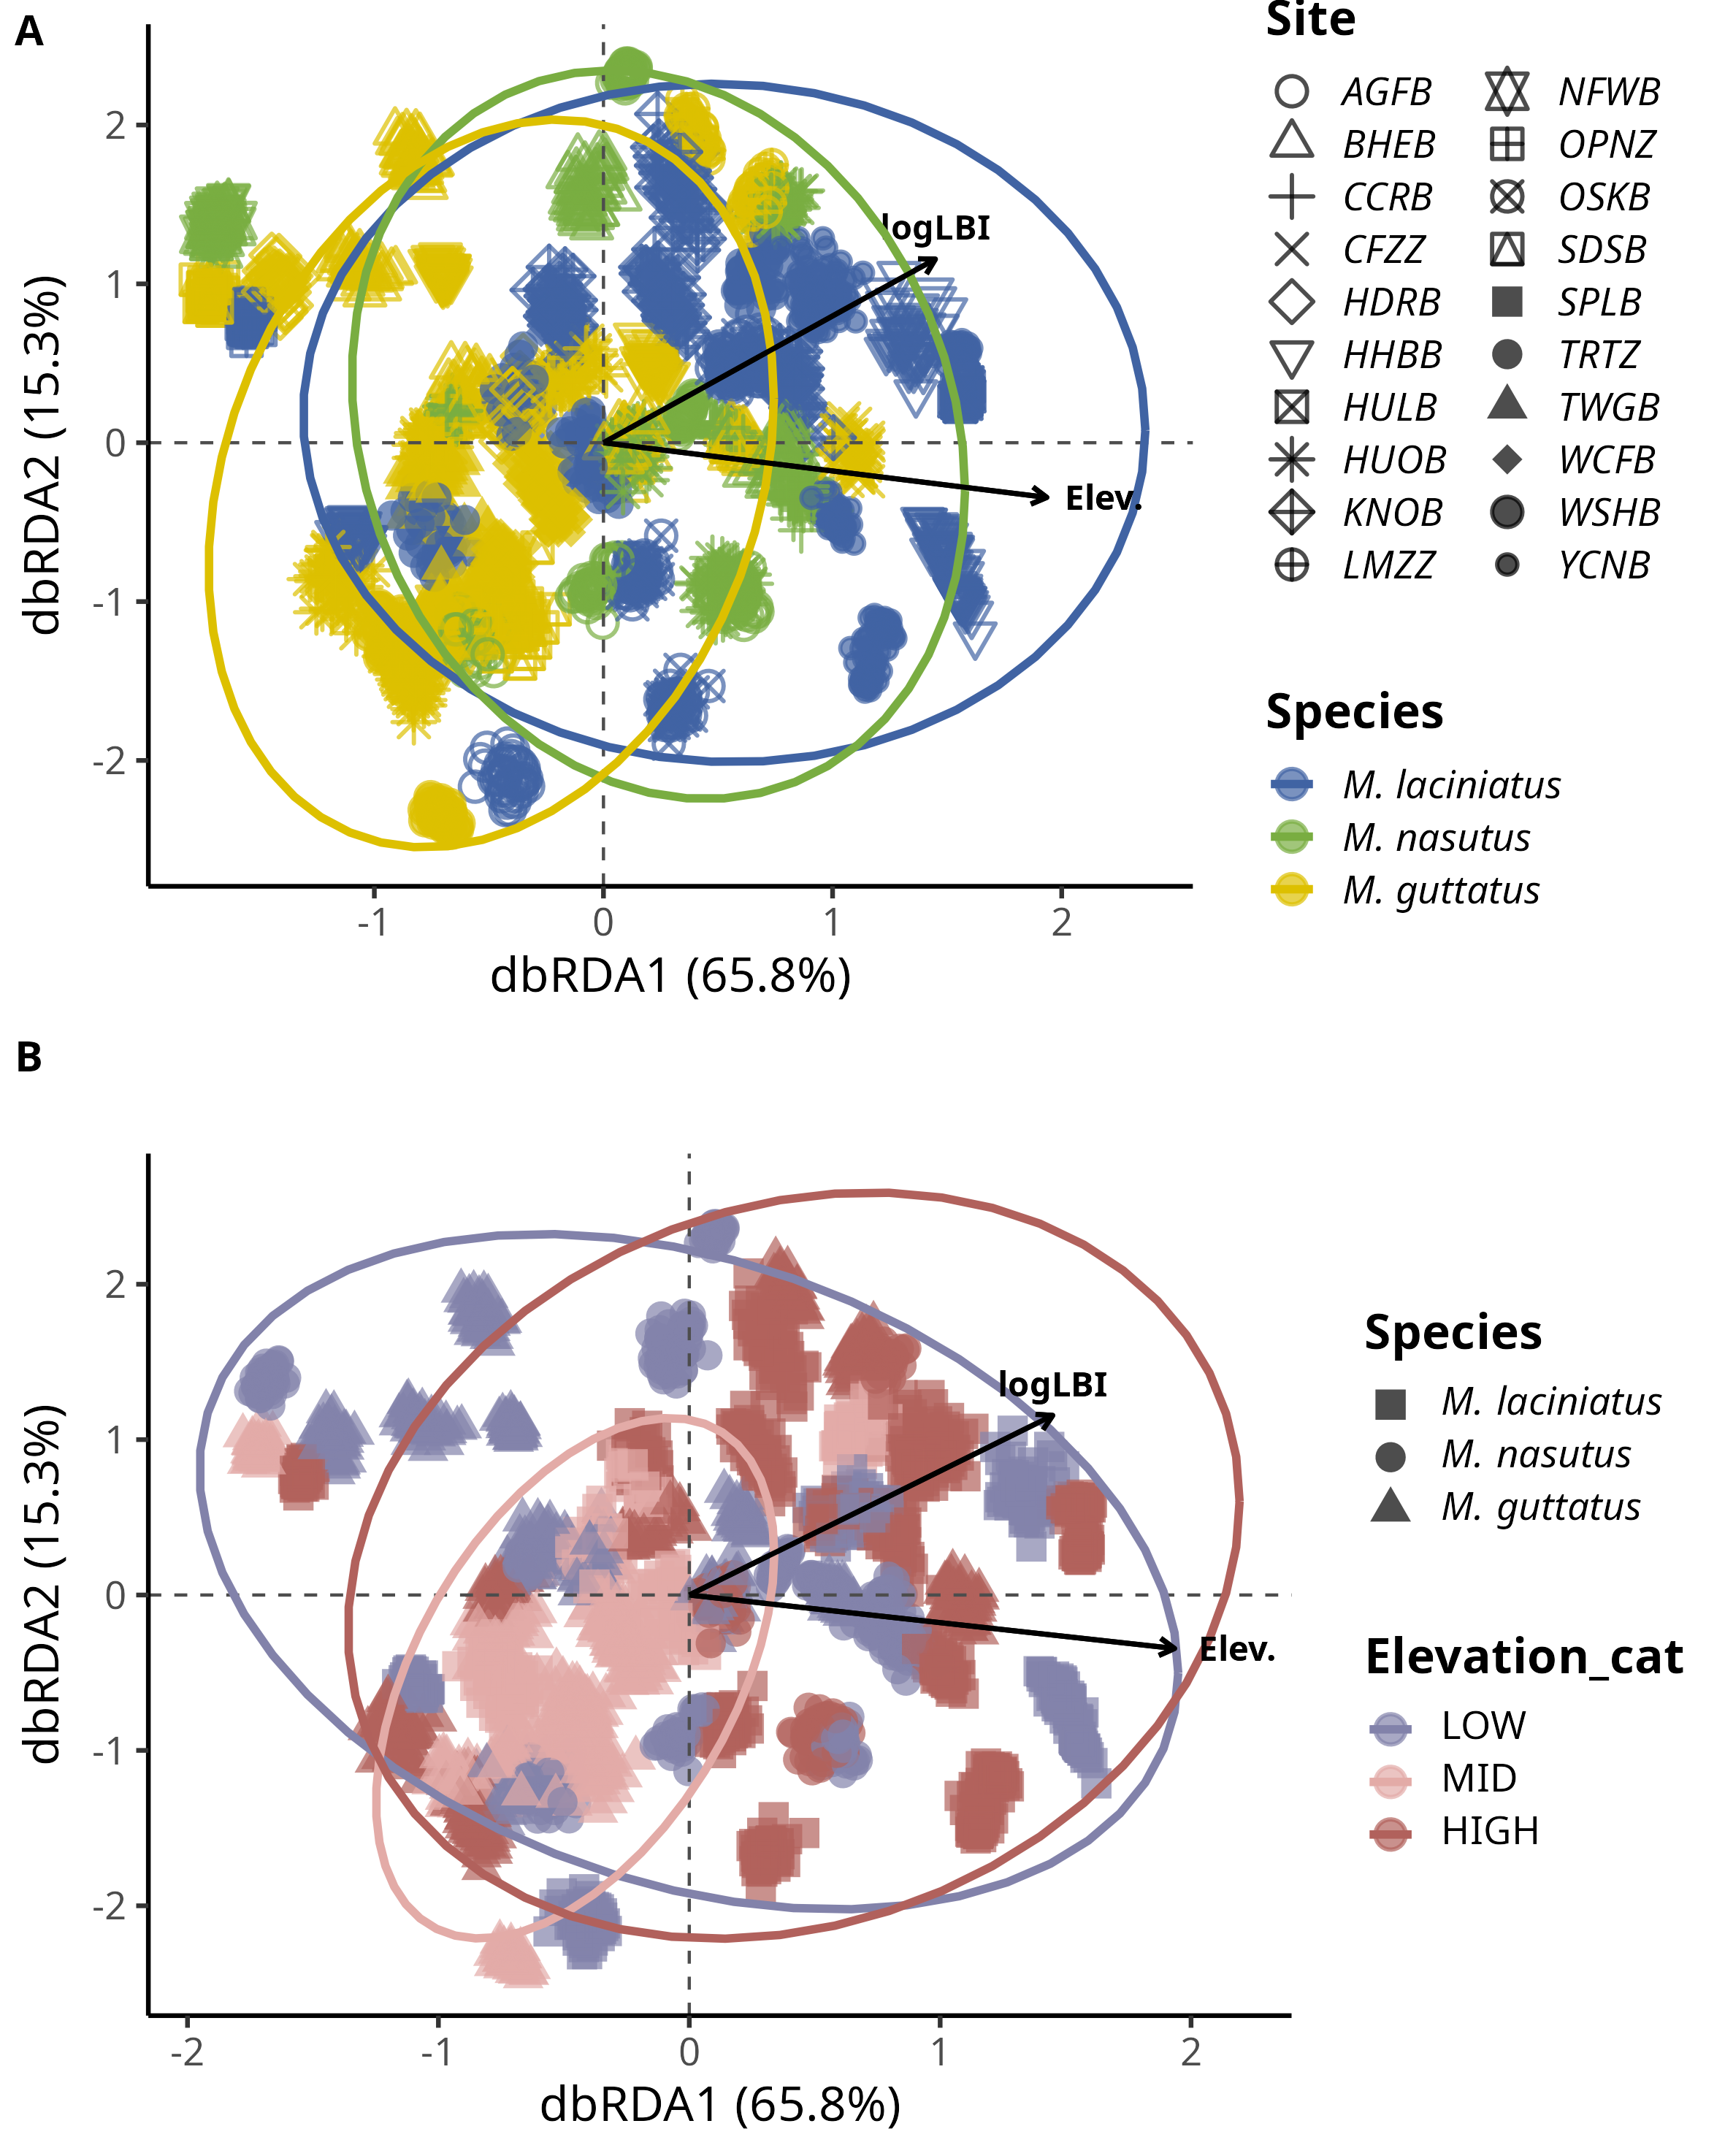 A
2
1
0
-1
-2
dbRDA2 (15.3%)
-1
0
1
2
dbRDA1 (65.8%)
logLBI
Elev.
Site
AGFB
BHEB
CCRB
CFZZ
HDRB
HHBB
HULB
HUOB
KNOB
LMZZ
NFWB
OPNZ
OSKB
SDSB
SPLB
TRTZ
TWGB
WCFB
WSHB
YCNB
Species
M. laciniatus
M. nasutus
M. guttatus
B
2
1
0
-1
-2
dbRDA2 (15.3%)
-2
-1
0
1
2
dbRDA1 (65.8%)
logLBI
Elev.
Species
M. laciniatus
M. nasutus
M. guttatus
Elevation_cat
LOW
MID
HIGH